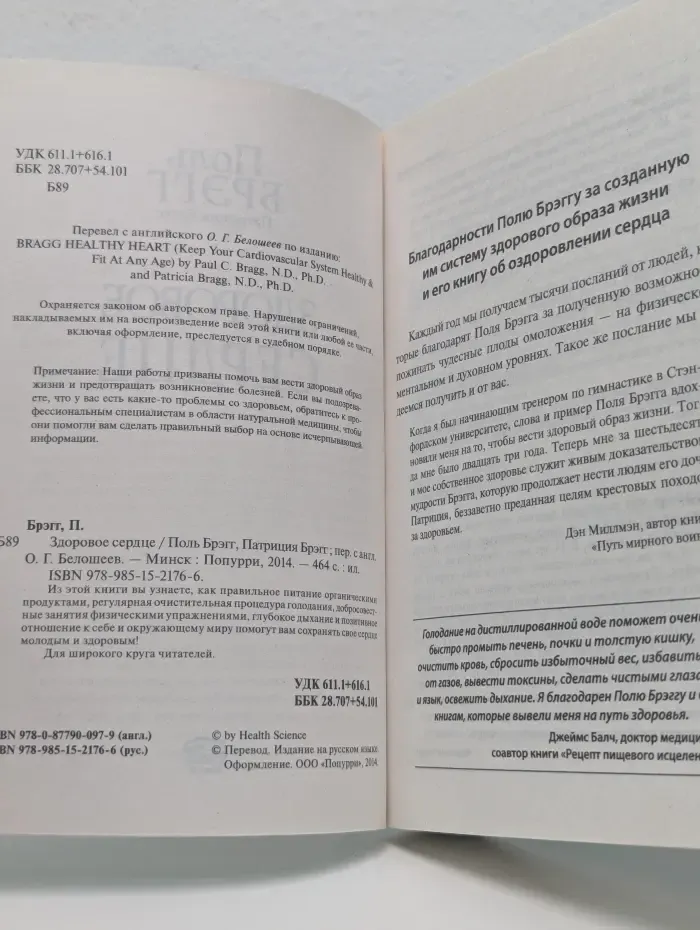 УДК 611.1+616.1
ББК 28.707+54.101
Б89
Перевел с английского О. Г. Белошеев по изданию:
BRAGG HEALTHY HEART (Keep Your Cardiovascular System Healthy &
Fit At Any Age) by Paul C. Bragg, N.D., Ph.D.
and Patricia Bragg, N.D., Ph.D.
Охраняется законом об авторском праве. Нарушение ограничений,
накладываемых им на воспроизведение всей этой книги или любой ее части,
включая оформление, преследуется в судебном порядке.
Примечание: Наши работы призваны помочь вам вести здоровый образ
жизни и предотвращать возникновение болезней. Если вы подозрева-
ете, что у вас есть какие-то проблемы со здоровьем, обратитесь к про-
фессиональным специалистам в области натуральной медицины, чтобы
они помогли вам сделать правильный выбор на основе исчерпывающей
информации.
Брэгг, П.
Б89 Здоровое сердце / Поль Брэгг, Патриция Брэгг ; пер. с англ.
О. Г. Белошеев. — Минск : Попурри, 2014. — 464 с. : ил.
ISBN 978-985-15-2176-6.
Из этой книги вы узнаете, как правильное питание органическими
продуктами, регулярная очистительная процедура голодания, добросовест-
ные занятия физическими упражнениями, глубокое дыхание и позитивное
отношение к себе и окружающему миру помогут вам сохранять свое сердце
молодым и здоровым!
Для широкого круга читателей.
УДК 611.1+616.1
ББК 28.707+54.101
BN 978-0-87790-097-9 (англ.)
BN 978-985-15-2176-6 (рус.)
© by Health Science
© Перевод. Издание на русском языке.
Оформление. ООО «Попурри», 2014
Благодарности Полю Брэггу за созданную
им систему здорового образа жизни
и его книгу об оздоровлении сердца
Каждый год мы получаем тысячи посланий от людей, к
торые благодарят Поля Брэгга за полученную возможно
пожинать чудесные плоды омоложения — на физическо
ментальном и духовном уровнях. Такое же послание мы
деемся получить и от вас.
Когда я был начинающим тренером по гимнастике в Стэн-
фордском университете, слова и пример Поля Брэгга вдох-
новили меня на то, чтобы вести здоровый образ жизни. Тог
да мне было двадцать три года. Теперь мне за шестьдесят
и мое собственное здоровье служит живым доказательством
мудрости Брэгга, которую продолжает нести людям его доч
Патриция, беззаветно преданная целям крестовых походо
за здоровьем.
Дэн Миллмэн, автор кни
«Путь мирного воин
Голодание на дистиллированной воде поможет очень
быстро промыть печень, почки и толстую кишку,
очистить кровь, сбросить избыточный вес, избавить
от газов, вывести токсины, сделать чистыми глаза
и язык, освежить дыхание. Я благодарен Полю Брэггу и
книгам, которые вывели меня на путь здоровья.
Джеймс Балч, доктор медици
соавтор книги «Рецепт пищевого исцелен